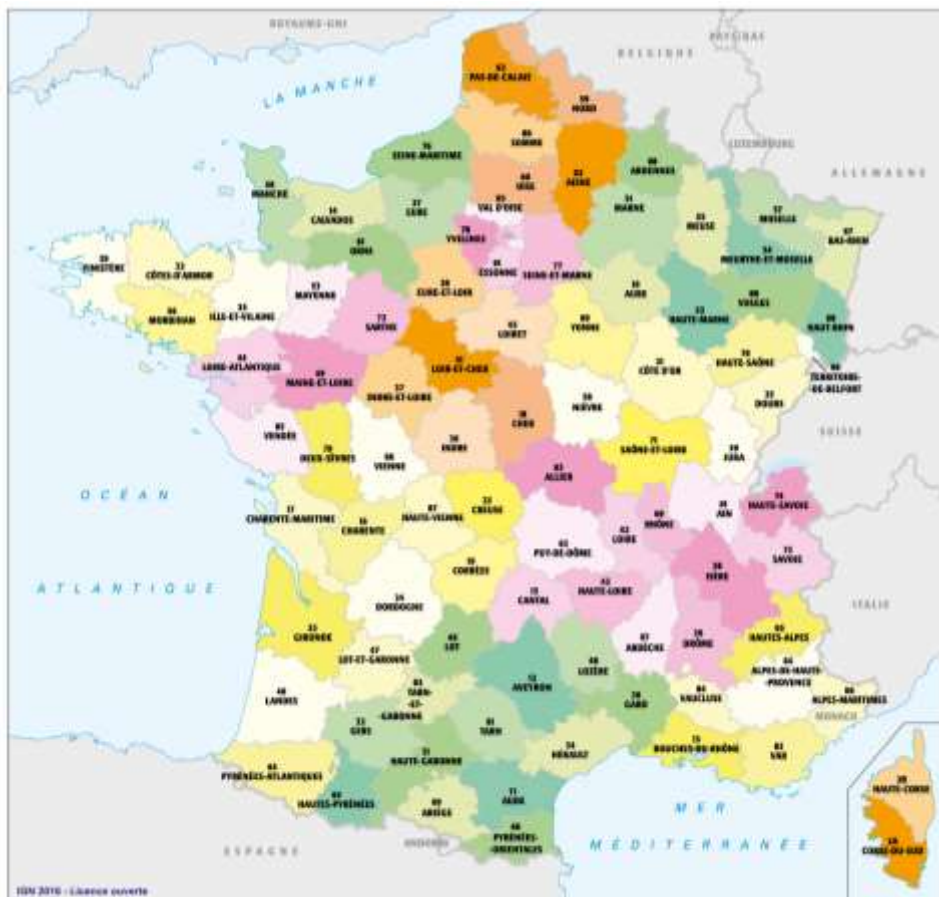 ROYAUME-UNI
PAYS-BAS
BELGIQUE
LA MANCHE
62
PAS-DE-CALAIS
59
NORD
LUXEMBOURG
ALLEMAGNE
80
SOMME
76
SEINE-MARITIME
02
AISNE
08
ARDENNES
60
OISE
50
MANCHE
14
CALVADOS
27
EURE
95
VAL D'OISE
51
MARNE
55
MEUSE
57
MOSELLE
67
BAS-RHIN
61
ORNE
78
YVELINES
91
ESSONNE
77
SEINE-ET-MARNE
54
MEURTHE-ET-MOSELLE
29
FINISTÈRE
22
CÔTES-D'ARMOR
28
EURE-ET-LOIR
10
AUBE
88
VOSGES
56
MORBIHAN
35
ILLE-ET-VILAINE
53
MAYENNE
72
SARTHE
45
LOIRET
89
YONNE
52
HAUTE-MARNE
68
HAUT-RHIN
44
LOIRE-ATLANTIQUE
49
MAINE-ET-LOIRE
41
LOIR-ET-CHER
21
CÔTE D'OR
70
HAUTE-SAÔNE
90
TERRITOIRE-
DE-BELFORT
37
INDRE-ET-LOIRE
18
CHER
58
NIÈVRE
25
DOUBS
SUISSE
85
VENDÉE
79
DEUX-SÈVRES
86
VIENNE
36
INDRE
71
SAÔNE-ET-LOIRE
39
JURA
03
ALLIER
OCÉAN
ATLANTIQUE
17
CHARENTE-MARITIME
16
CHARENTE
87
HAUTE-VIENNE
23
CREUSE
63
PUY-DE-DÔME
42
LOIRE
69
RHÔNE
01
AIN
74
HAUTE-SAVOIE
73
SAVOIE
19
CORRÈZE
38
ISÈRE
ITALIE
24
DORDOGNE
15
CANTAL
43
HAUTE-LOIRE
33
GIRONDE
46
LOT
07
ARDÈCHE
26
DRÔME
05
HAUTES-ALPES
47
LOT-ET-GARONNE
12
AVEYRON
48
LOZÈRE
04
ALPES-DE-HAUTE
-PROVENCE
40
LANDES
82
TARN-
-ET-
-GARONNE
30
GARD
84
VAUCLUSE
06
ALPES-MARITIMES
MONACO
32
GERS
81
TARN
34
HÉRAULT
13
BOUCHES-DU-RHÔNE
83
VAR
31
HAUTE-GARONNE
64
PYRÉNÉES-ATLANTIQUES
65
HAUTES-PYRÉNÉES
09
ARIÈGE
11
AUDE
66
PYRÉNÉES-
-ORIENTALES
ESPAGNE
ANDORRE
MER
MÉDITERRANÉE
2B
HAUTE-CORSE
2A
CORSE-DU-SUD
IGN 2016 - Licence ouverte